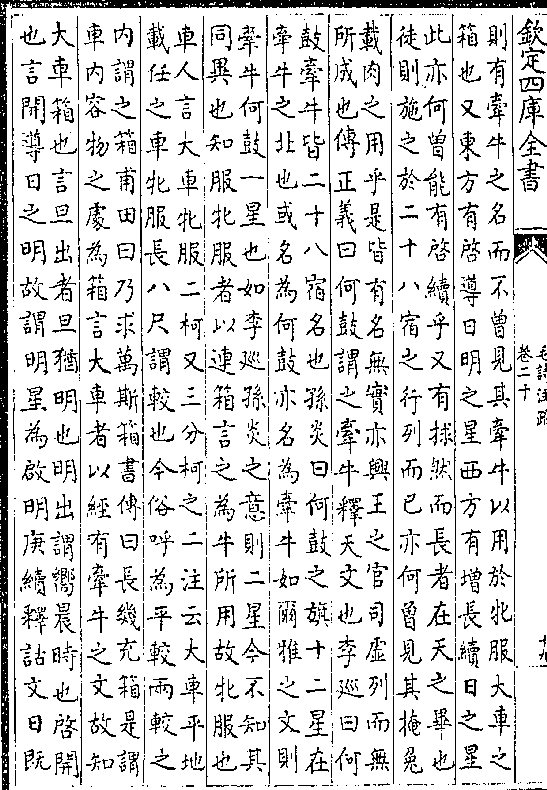 欽定四庫全書
毛詩注疏
卷二十
十九
則有牽牛之名而不曾見其牽牛以用於牝服大車之
箱也又東方有啓導日明之星西方有增長續日之星
此亦何曾能有啓續乎又有捄然而長者在天之畢也
徒則施之於二十八宿之行列而已亦何曾見其掩兔
載肉之用乎是皆有名無實亦興王之官司虛列而無
所成也傳正義曰何鼓謂之牽牛釋天文也李廵曰何
鼓牽牛皆二十八宿名也孫炎曰何鼓之旗十二星在
牽牛之北也或名為何鼓亦名為牽牛如爾雅之文則
牽牛何鼓一星也如李廵孫炎之意則二星今不知其
同異也知服牝服者以連箱言之為牛所用故牝服也
車人言大車牝服二柯又三分柯之二注云大車平地
載任之車牝服長八尺謂較也今俗呼為平較兩較之
內謂之箱甫田曰乃求萬斯箱書傳曰長幾充箱是謂
車內容物之處為箱言大車者以經有牽牛之文故知
大車箱也言旦出者旦猶明也明出謂嚮晨時也啓開
也言開導日之明故謂明星為啟明庚續釋詁文日既